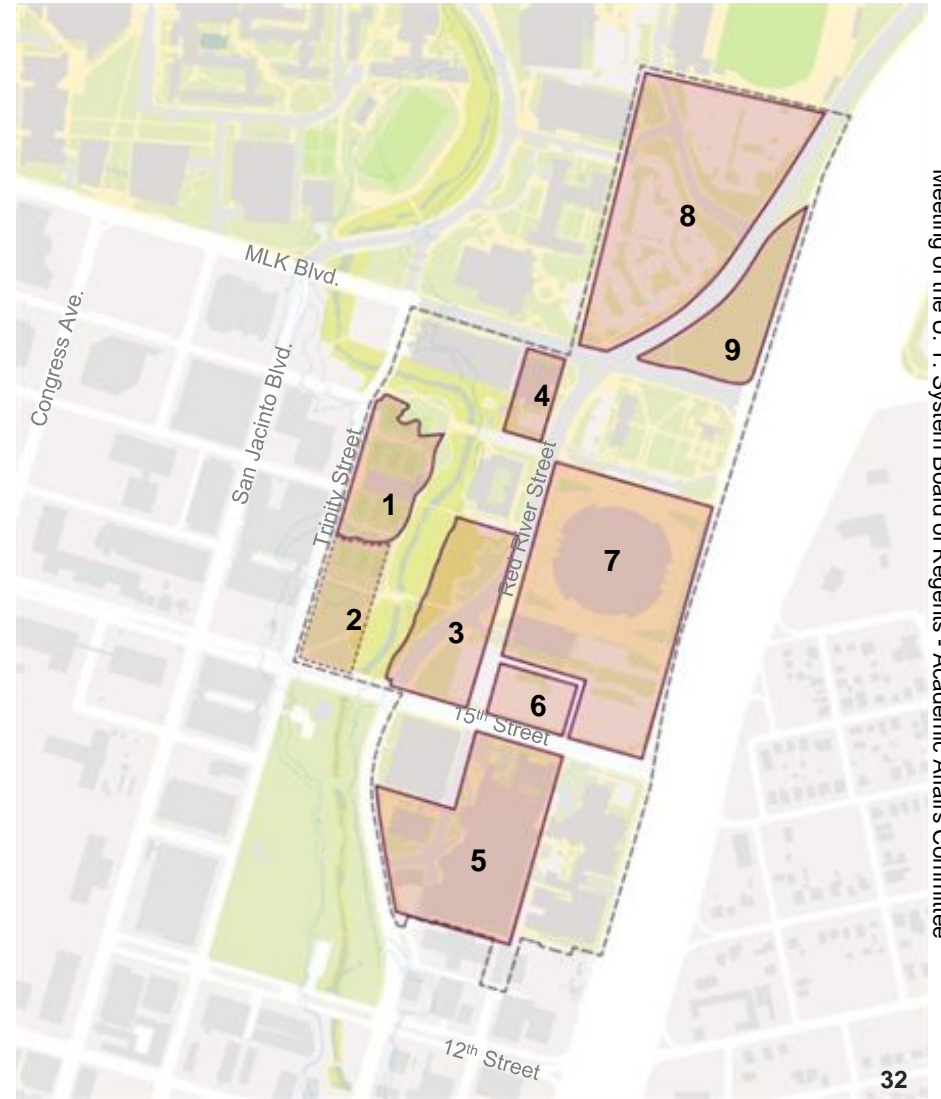 MLK Blvd.
Congress Ave.
San Jacinto Blvd.
Trinity Street
Red River Street
8
9
4
1
7
2
3
6
15th Street
5
12th Street
Meeting of the U. T. System Board of Regents - Academic Affairs Committee
32